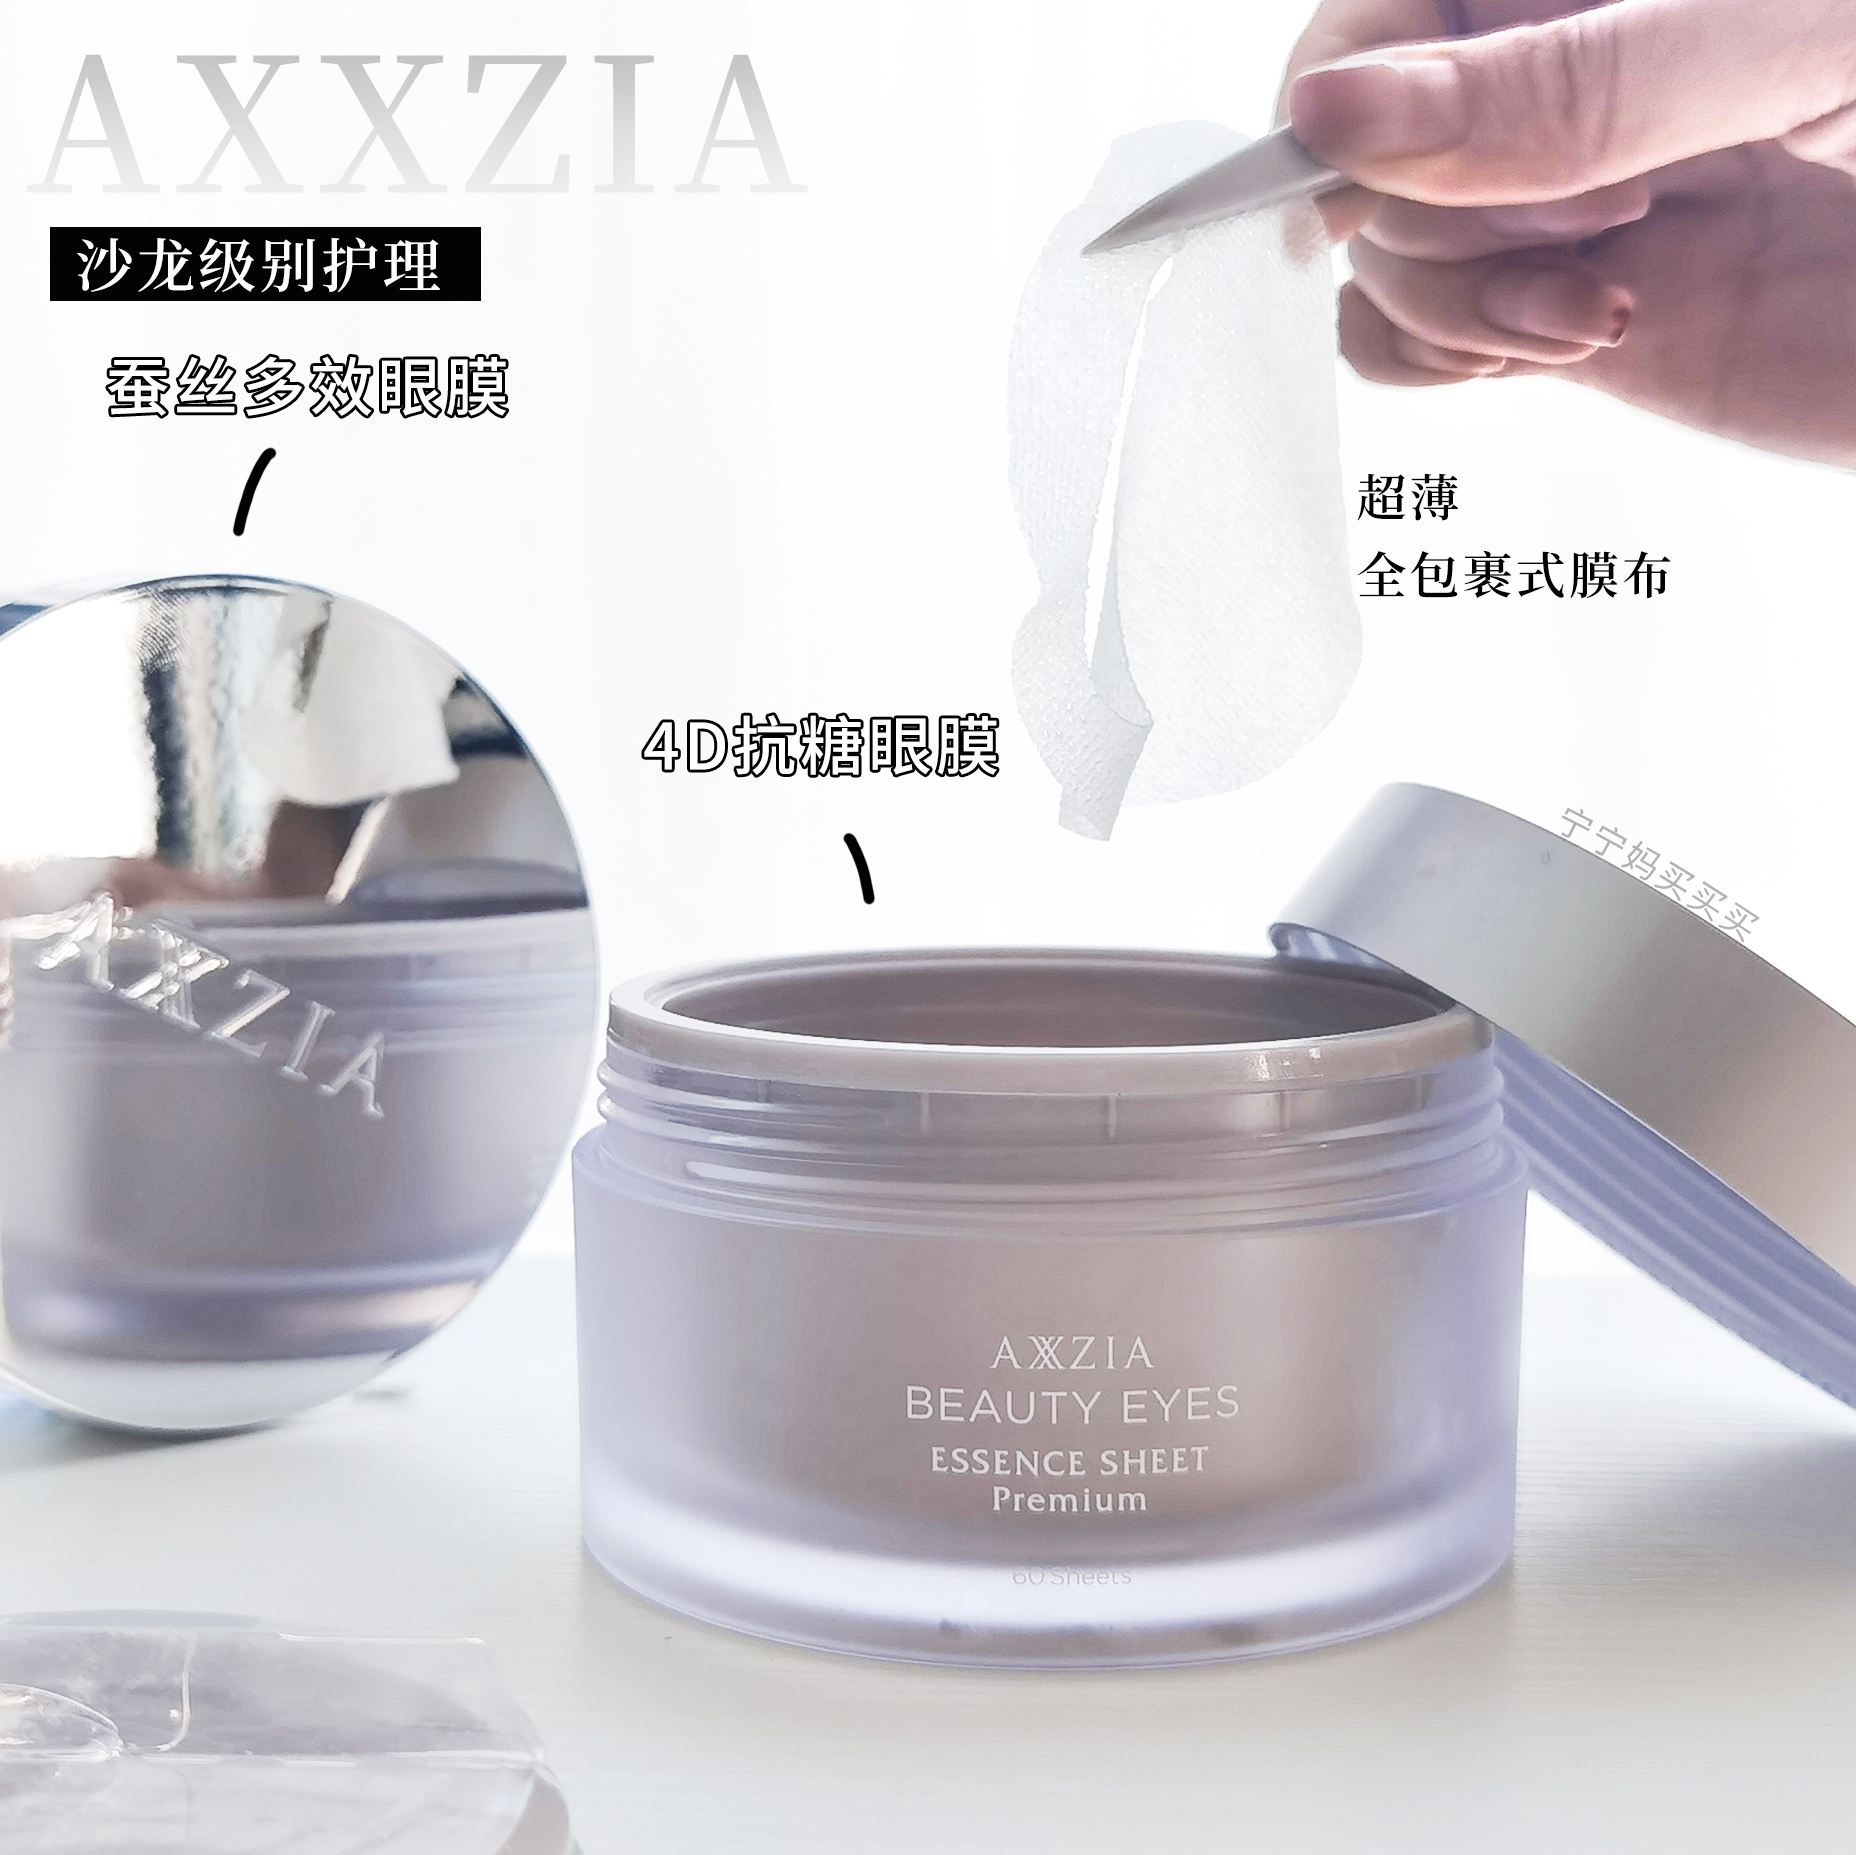 AXXZIA
沙龙级别护理
蚕丝多效眼膜
超薄
全包裹式膜布
4D抗糖眼膜
宁宁妈买买买
AXXZIA
AXXZIA
BEAUTY EYES
ESSENCE SHEET
Premium
60 Sheets